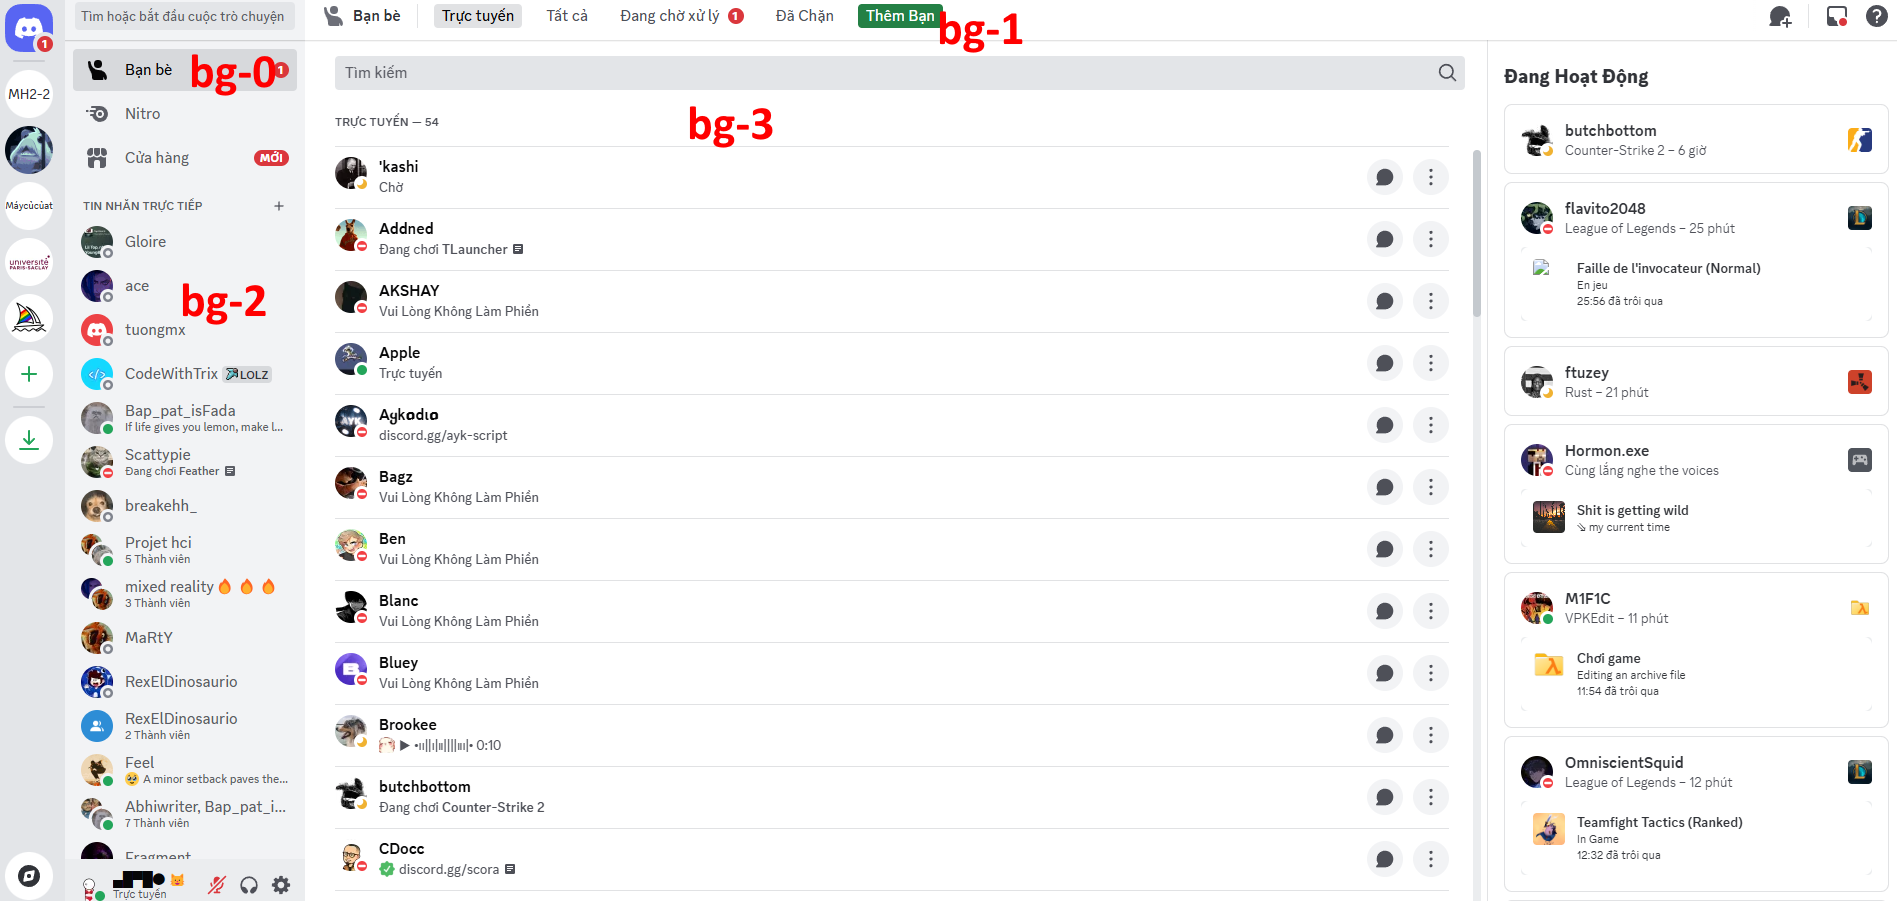 Tìm hoặc bắt đầu cuộc trò chuyện
Bạn bè
Trực tuyến
Tất cả
Đang chờ xử lý 1
Đã Chặn
Thêm Bạn
bg-1
1
MH2-2
Máycủcủat
université
PARIS-SACLAY
Bạn bè
bg-0
1
Nitro
Cửa hàng
MỚI
TIN NHẮN TRỰC TIẾP
Gloire
ace
bg-2
tuongmx
CodeWithTrix LOLZ
Bap_pat_isFada
If life gives you lemon, make l...
Scattypie
Đang chơi Feather
breakehh_
Projet hci
5 Thành viên
mixed reality🔥 🔥 🔥
3 Thành viên
MaRtY
RexElDinosaurio
RexElDinosaurio
2 Thành viên
Feel
🥹 A minor setback paves the...
Abhiwriter, Bap_pat_i...
7 Thành viên
Fragment
Trực tuyến
Tìm kiếm
bg-3
TRỰC TUYẾN — 54
'kashi
Chờ
Addned
Đang chơi TLauncher
AKSHAY
Vui Lòng Không Làm Phiền
Apple
Trực tuyến
Aყƙσԃισ
discord.gg/ayk-script
Bagz
Vui Lòng Không Làm Phiền
Ben
Vui Lòng Không Làm Phiền
Blanc
Vui Lòng Không Làm Phiền
Bluey
Vui Lòng Không Làm Phiền
Brookee
▶ •ıı||ı|ıı||||ııı|• 0:10
butchbottom
Đang chơi Counter-Strike 2
CDocc
discord.gg/scora
Đang Hoạt Động
butchbottom
Counter-Strike 2 – 6 giờ
flavito2048
League of Legends – 25 phút
Faille de l'invocateur (Normal)
En jeu
25:56 đã trôi qua
ftuzey
Rust – 21 phút
Hormon.exe
Cùng lắng nghe the voices
Shit is getting wild
⇘ my current time
M1F1C
VPKEdit – 11 phút
Chơi game
Editing an archive file
11:54 đã trôi qua
OmniscientSquid
League of Legends – 12 phút
Teamfight Tactics (Ranked)
In Game
12:32 đã trôi qua